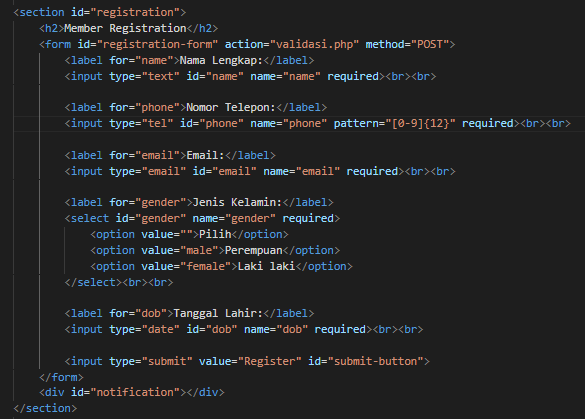 <section id="registration">
    <h2>Member Registration</h2>
    <form id="registration-form" action="validasi.php" method="POST">
        <label for="name">Nama Lengkap:</label>
        <input type="text" id="name" name="name" required><br><br>

        <label for="phone">Nomor Telepon:</label>
        <input type="tel" id="phone" name="phone" pattern="[0-9]{12}" required><br><br>

        <label for="email">Email:</label>
        <input type="email" id="email" name="email" required><br><br>

        <label for="gender">Jenis Kelamin:</label>
        <select id="gender" name="gender" required>
            <option value="">Pilih</option>
            <option value="male">Perempuan</option>
            <option value="female">Laki laki</option>
        </select><br><br>

        <label for="dob">Tanggal Lahir:</label>
        <input type="date" id="dob" name="dob" required><br><br>

        <input type="submit" value="Register" id="submit-button">
    </form>
    <div id="notification"></div>
</section>